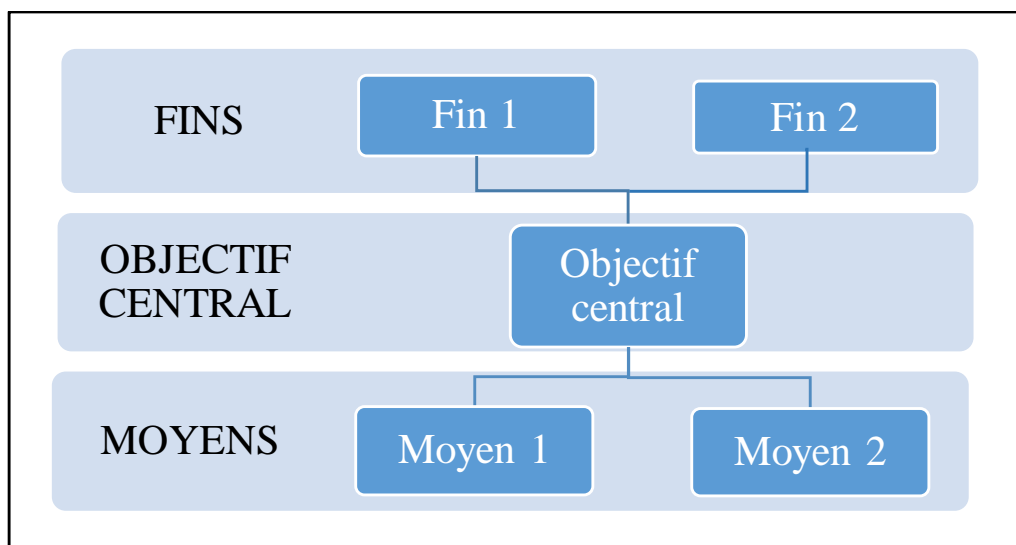 FINS
Fin 1
Fin 2
OBJECTIF
CENTRAL
Objectif
central
MOYENS
Moyen 1
Moyen 2